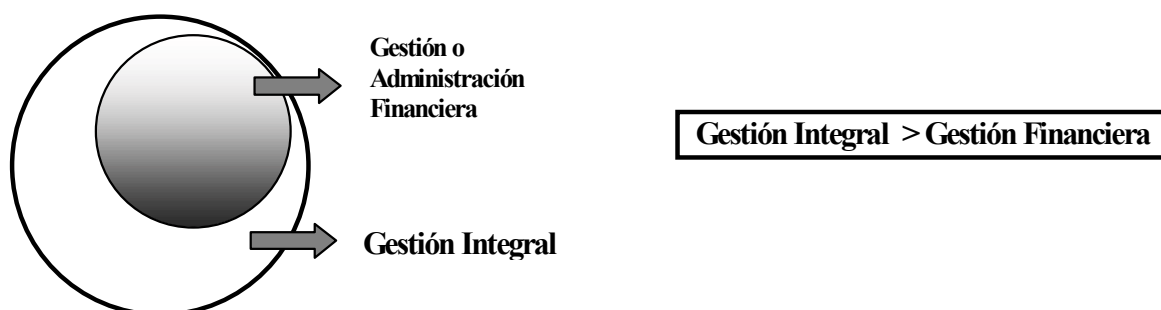 Gestión o
Administración
Financiera
Gestión Integral > Gestión Financiera
Gestión Integral